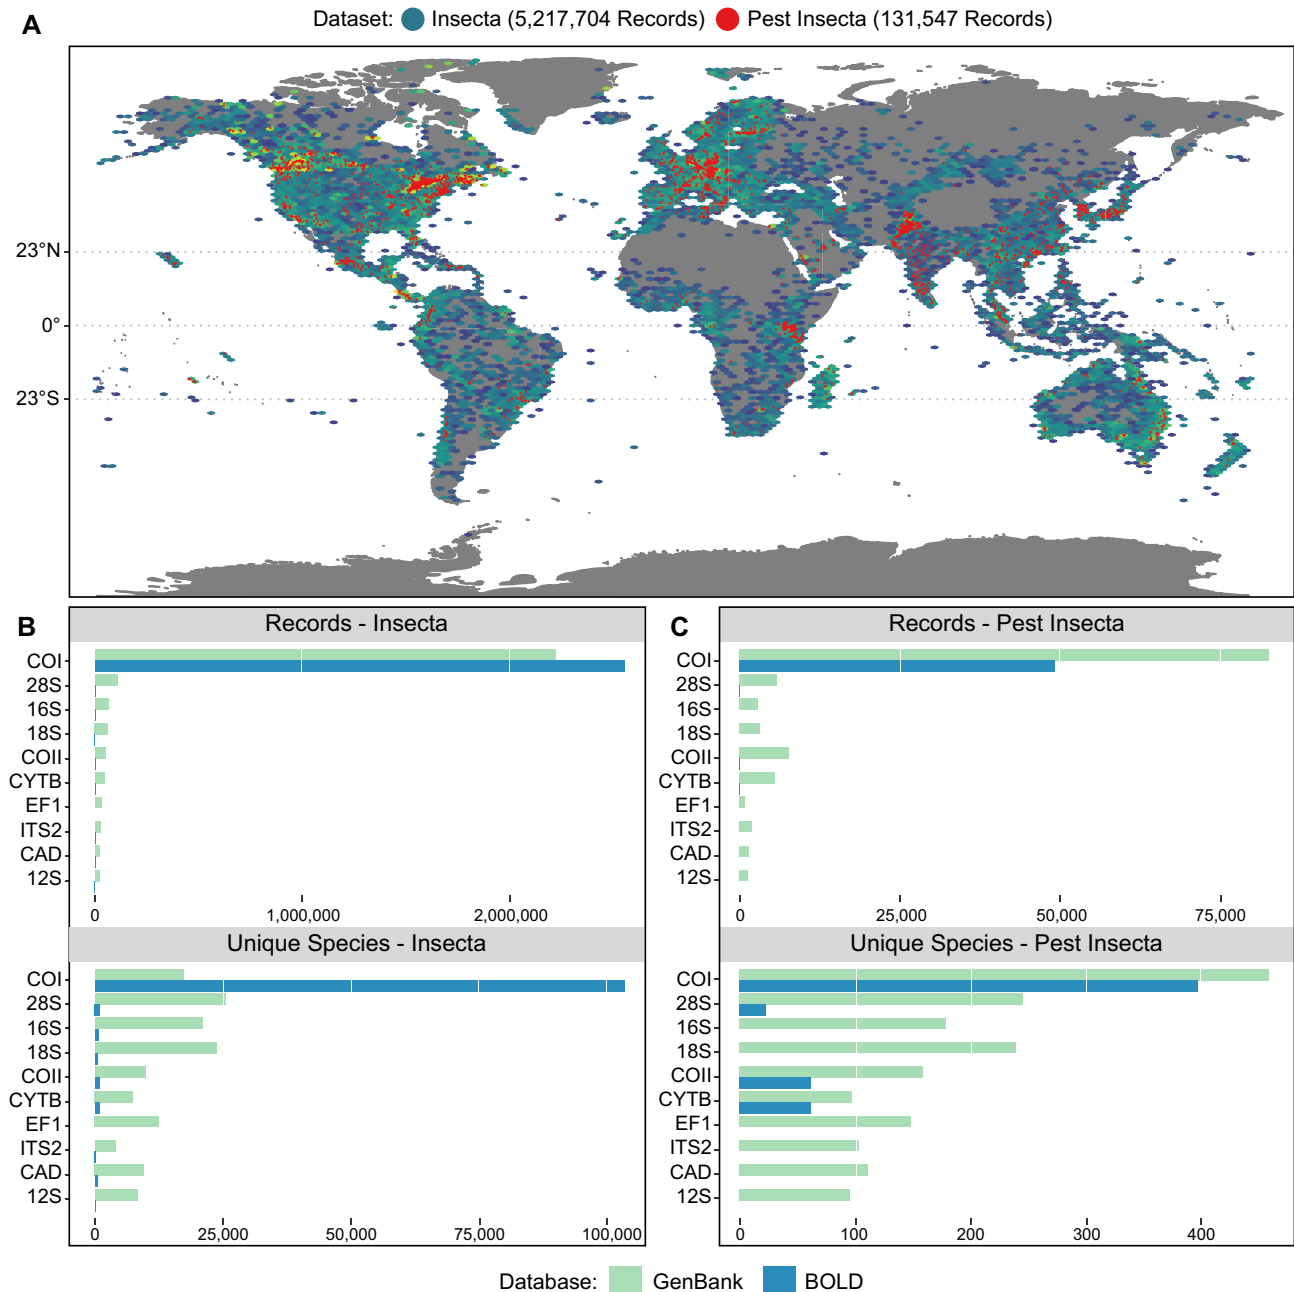 A
Dataset: Insecta (5,217,704 Records) Pest Insecta (131,547 Records)
23°N
0°
23°S
B
Records - Insecta
COI
28S
16S
18S
COII
CYTB
EF1
ITS2
CAD
12S
0 1,000,000 2,000,000
Unique Species - Insecta
COI
28S
16S
18S
COII
CYTB
EF1
ITS2
CAD
12S
0 25,000 50,000 75,000 100,000
C
Records - Pest Insecta
COI
28S
16S
18S
COII
CYTB
EF1
ITS2
CAD
12S
0 25,000 50,000 75,000
Unique Species - Pest Insecta
COI
28S
16S
18S
COII
CYTB
EF1
ITS2
CAD
12S
0 100 200 300 400
Database: GenBank BOLD